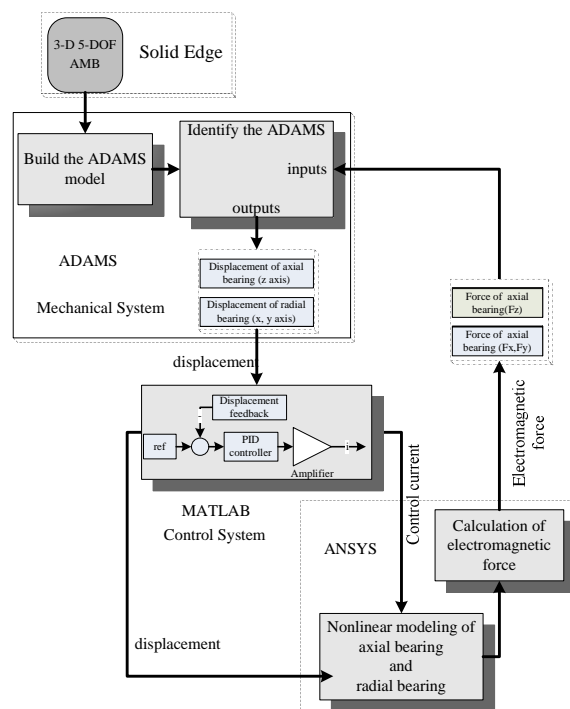 3-D 5-DOF
AMB
Solid Edge
Build the ADAMS
model
Identify the ADAMS
inputs
outputs
ADAMS
Mechanical System
Displacement of axial
bearing (z axis)
Displacement of radial
bearing (x, y axis)
Force of axial
bearing(Fz)
Force of axial
bearing (Fx,Fy)
displacement
Displacement
feedback
-
ref
PID
controller
i
Amplifier
MATLAB
Control System
Control current
Electromagnetic
force
ANSYS
Calculation of
electromagnetic
force
Nonlinear modeling of
axial bearing
and
radial bearing
displacement